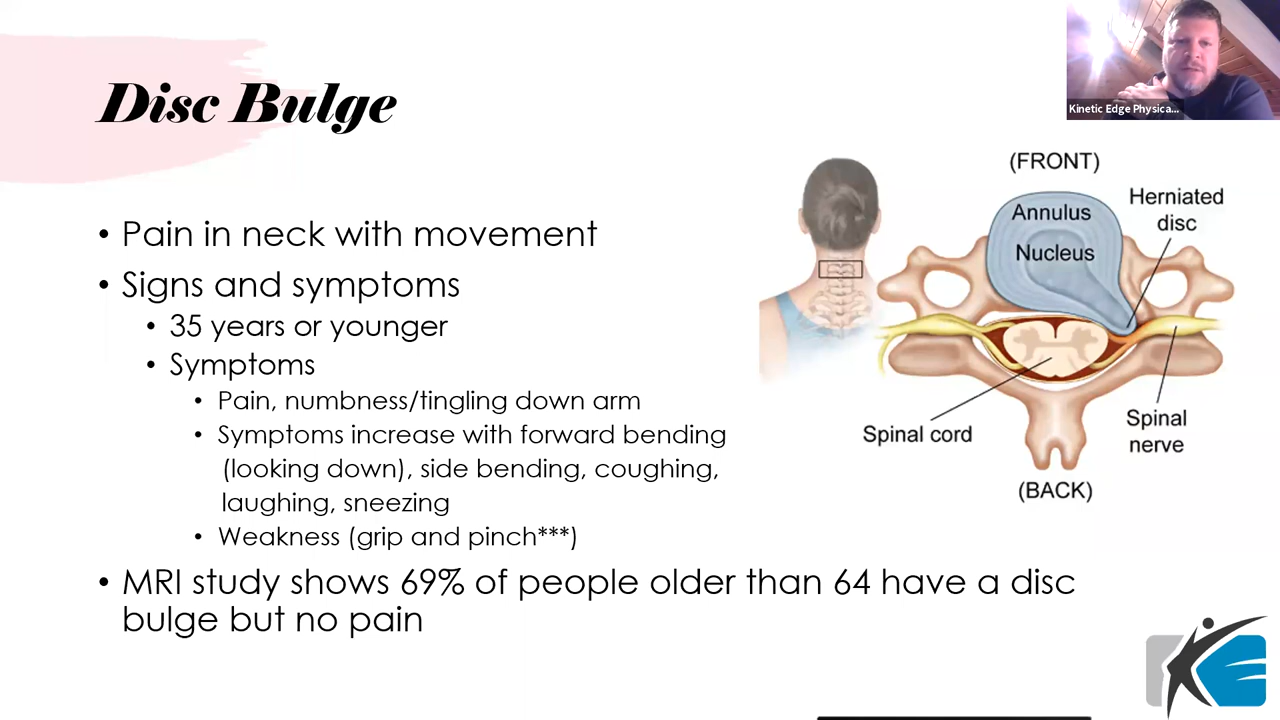 Disc Bulge
Kinetic Edge Physica...
• Pain in neck with movement
• Signs and symptoms
• 35 years or younger
• Symptoms
• Pain, numbness/tingling down arm
• Symptoms increase with forward bending
(looking down), side bending, coughing,
laughing, sneezing
• Weakness (grip and pinch***)
• MRI study shows 69% of people older than 64 have a disc
bulge but no pain
(FRONT)
Herniated
disc
Annulus
Nucleus
Spinal cord
Spinal
nerve
(BACK)